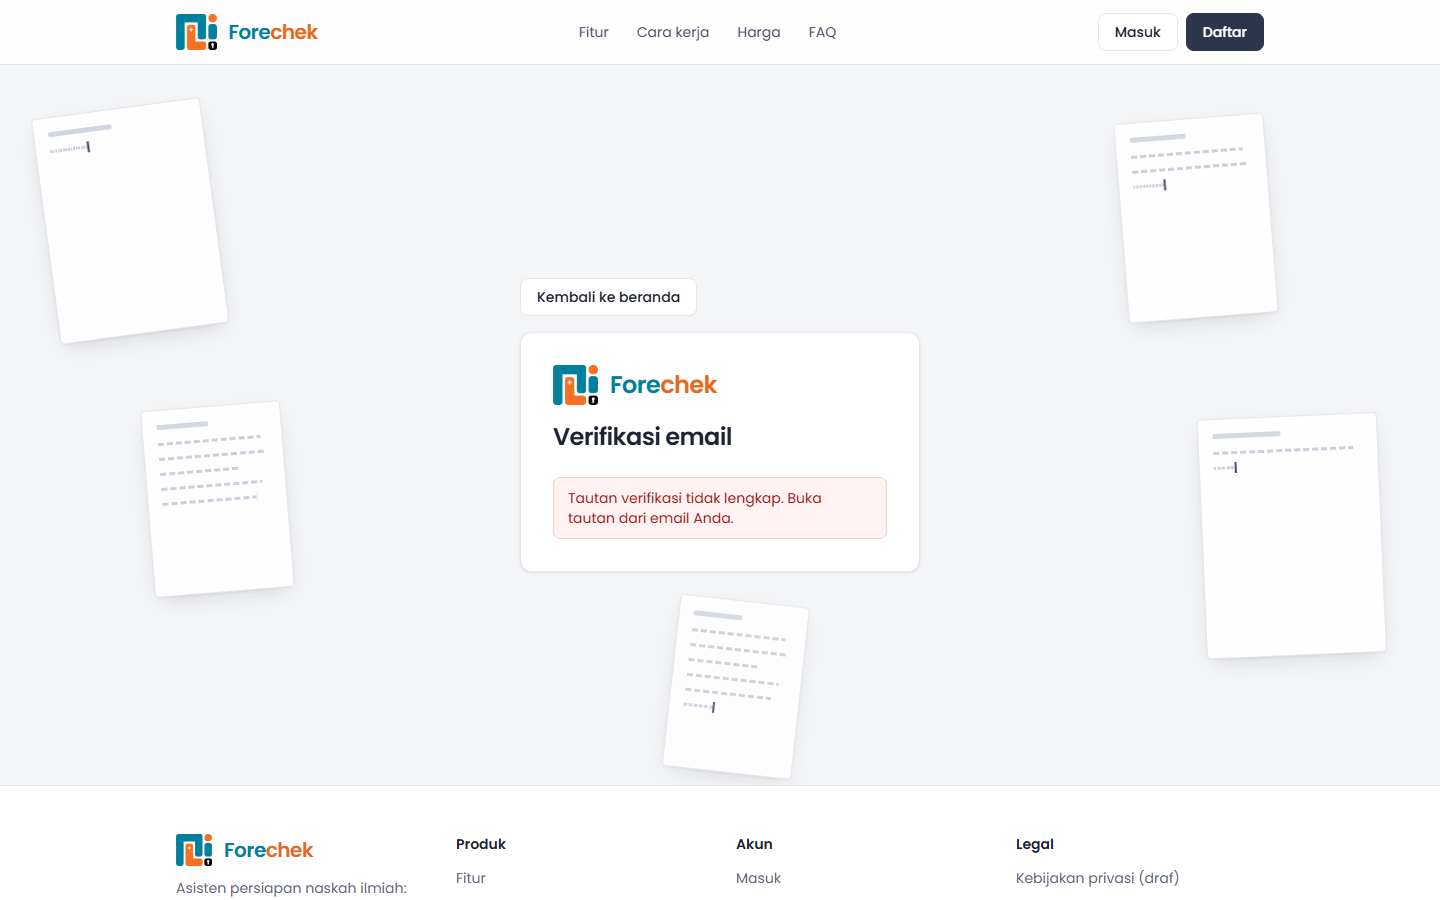 Forechek
Fitur
Cara kerja
Harga
FAQ
Masuk
Daftar
Kembali ke beranda
Forechek
Verifikasi email
Tautan verifikasi tidak lengkap. Buka
tautan dari email Anda.
Forechek
Asisten persiapan naskah ilmiah:
Produk
Fitur
Akun
Masuk
Legal
Kebijakan privasi (draf)